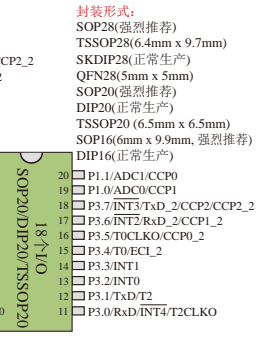 封装形式:
SOP28(强烈推荐)
TSSOP28(6.4mm x 9.7mm)
CP2_2
SKDIP28(正常生产)
2
QFN28(5mm x 5mm)
SOP20(强烈推荐)
DIP20(正常生产)
TSSOP20 (6.5mm x 6.5mm)
SOP16(6mm x 9.9mm, 强烈推荐)
DIP16(正常生产)
20 P1.1/ADC1/CCP0
19 P1.0/ADC0/CCP1
18 P3.7/INT3/TxD_2/CCP2/CCP2_2
17 P3.6/INT2/RxD_2/CCP1_2
16 P3.5/T0CLKO/CCP0_2
15 P3.4/T0/ECI_2
14 P3.3/INT1
13 P3.2/INT0
12 P3.1/TxD/T2
11 P3.0/RxD/INT4/T2CLKO
18个I/O
SOP20/DIP20/TSSOP20
0